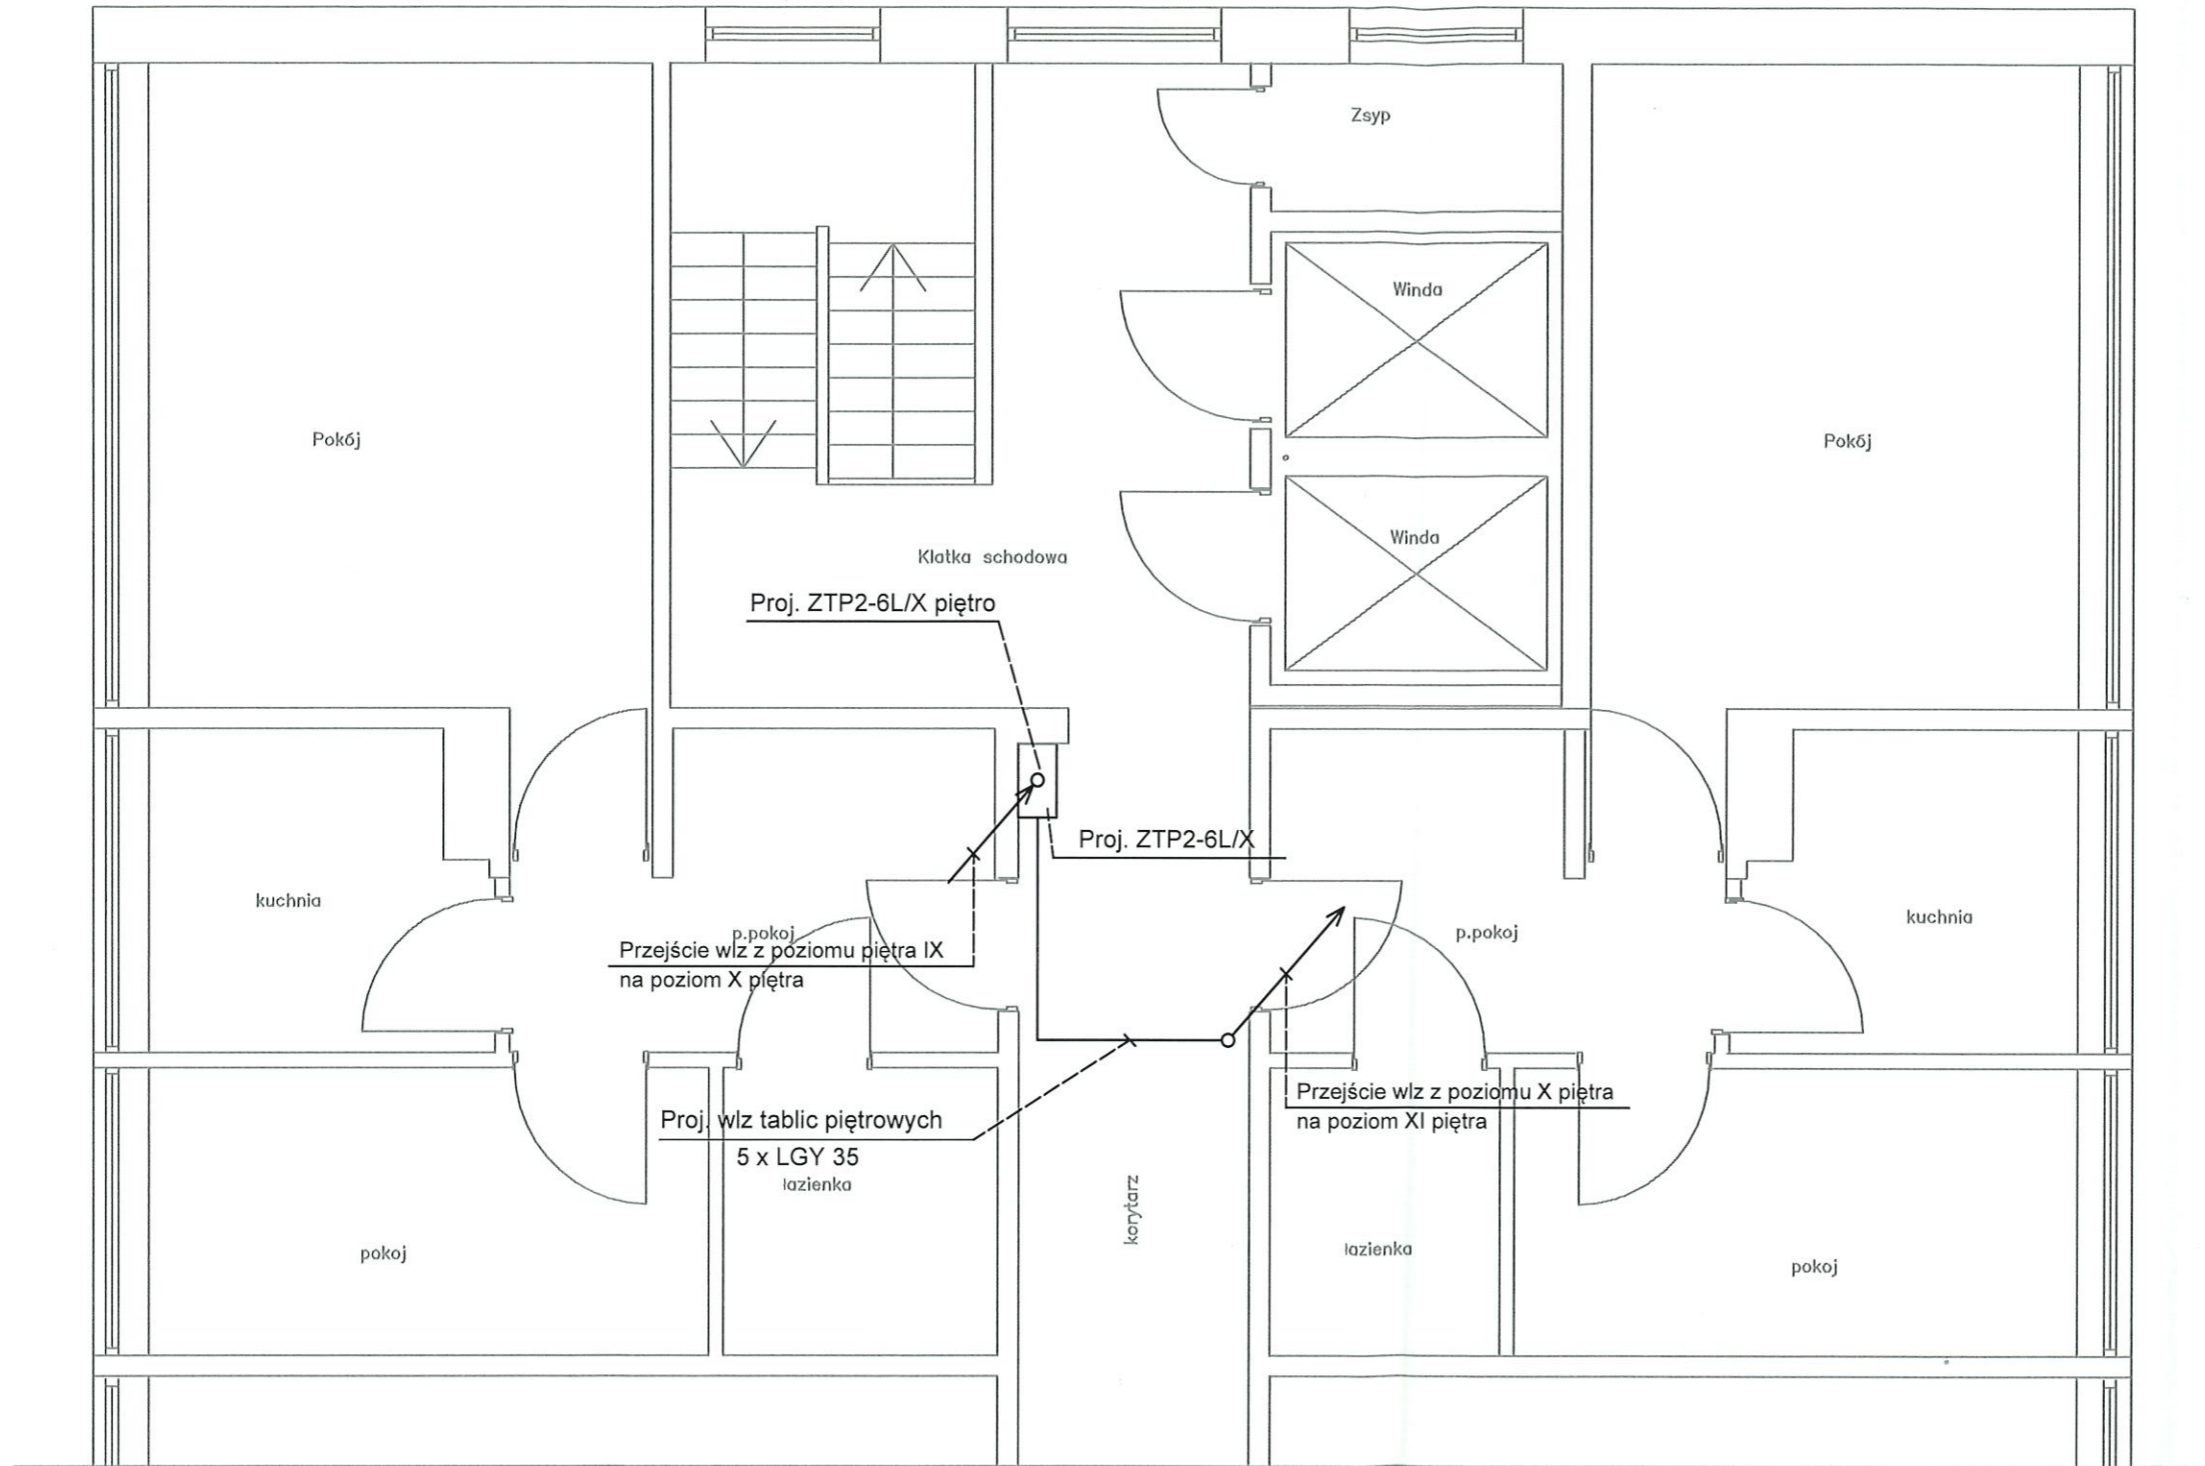 Zsyp
Winda
Pokój
Pokój
Winda
Klatka schodowa
Proj. ZTP2-6L/X piętro
Proj. ZTP2-6L/X
kuchnia
kuchnia
p.pokoj
p.pokoj
Przejście wlz z poziomu piętra IX
na poziom X piętra
Przejście wlz z poziomu X piętra
na poziom XI piętra
Proj. wlz tablic piętrowych
5 x LGY 35
łazienka
korytarz
łazienka
pokoj
pokoj